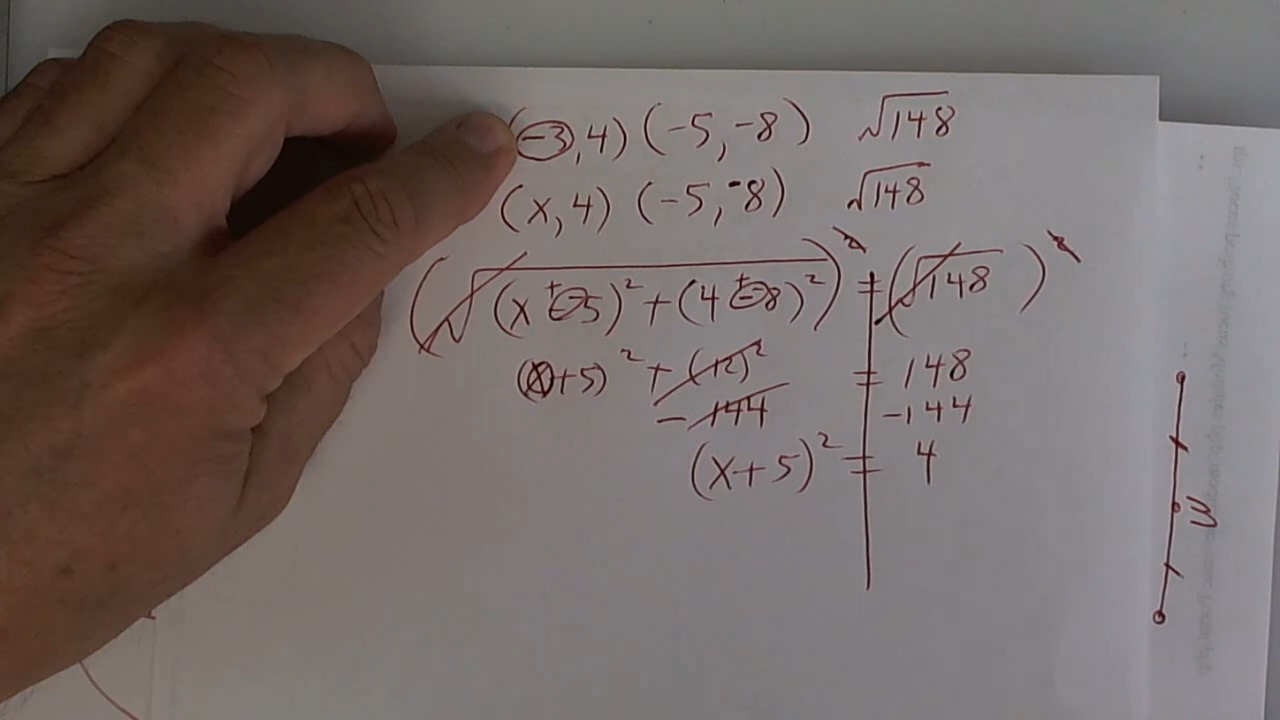 (-3,4) (-5,-8) √148
(x,4) (-5,-8) √148
(√(x+-5)²+(4+-8)²)² = (√148)²
(x+5)²+(12)² = 148
-144 -144
(x+5)² = 4
M